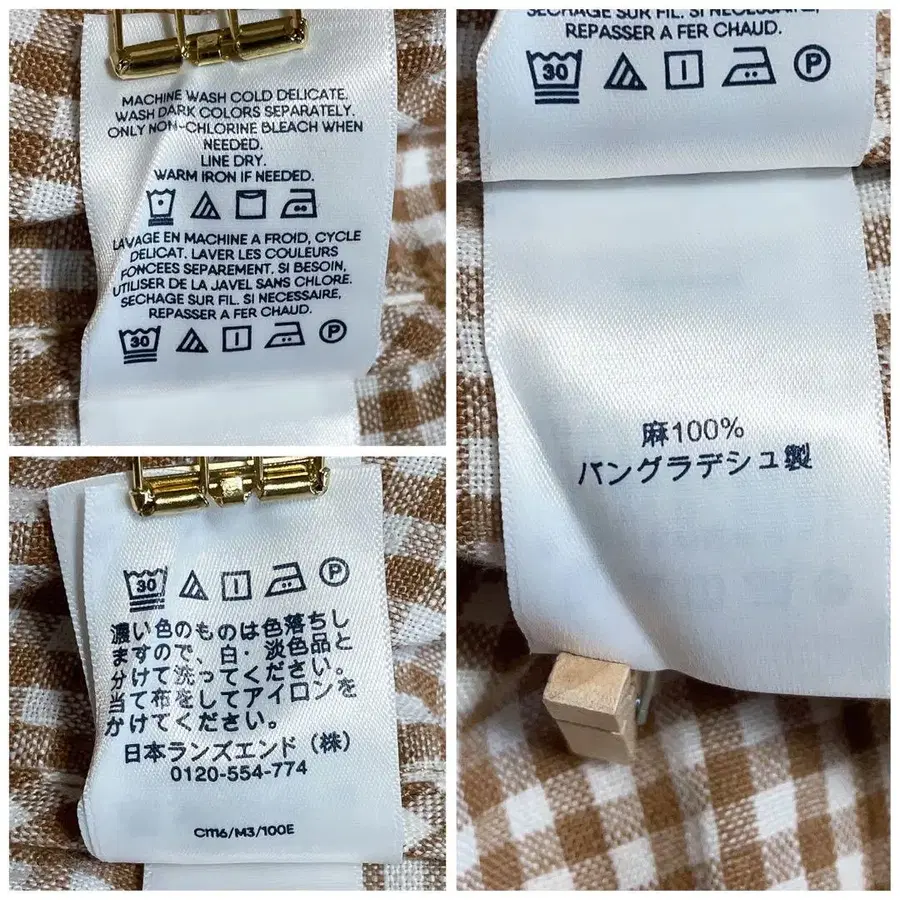 MACHINE WASH COLD DELICATE.
WASH DARK COLORS SEPARATELY.
ONLY NON-CHLORINE BLEACH WHEN
NEEDED.
LINE DRY.
WARM IRON IF NEEDED.
LAVAGE EN MACHINE A FROID, CYCLE
DELICAT. LAVER LES COULEURS
FONCEES SEPAREMENT. SI BESOIN,
UTILISER DE LA JAVEL SANS CHLORE.
SECHAGE SUR FIL. SI NECESSAIRE,
REPASSER A FER CHAUD.
30 P
SECHAGE SUR FIL. SI NECESSAIRE,
REPASSER A FER CHAUD.
30 P
麻100%
バングラデシュ製
30 P
濃い色のものは色落ちし
ますので、白・淡色品と
分けて洗ってください。
当て布をしてアイロンを
かけてください。
日本ランズエンド(株)
0120-554-774
C1116/M3/100E